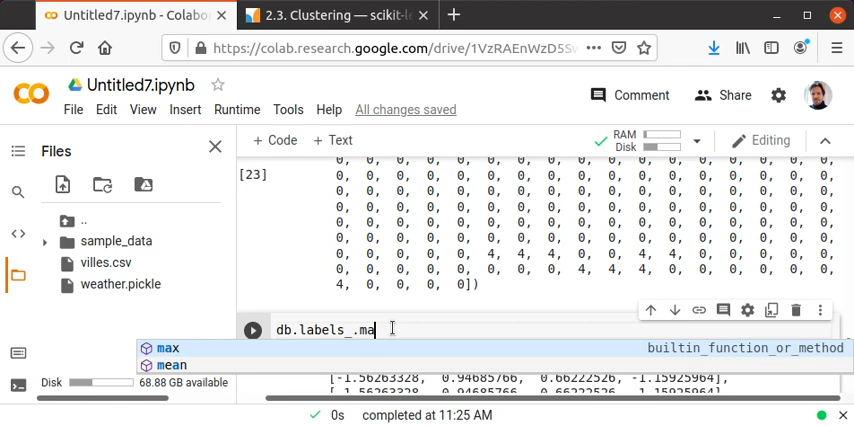 Untitled7.ipynb - Colabor
2.3. Clustering — scikit-le
https://colab.research.google.com/drive/1VzRAEnWzD5Sw
Untitled7.ipynb
Comment
Share
File Edit View Insert Runtime Tools Help All changes saved
Files
+ Code + Text
RAM
Disk
Editing
..
sample_data
villes.csv
weather.pickle
[23]
0, 0, 0, 0, 0, 0, 0, 0, 0, 0, 0, 0, 0, 0, 0, 0, 0,
0, 0, 0, 0, 0, 0, 0, 0, 0, 0, 0, 0, 0, 0, 0, 0, 0,
0, 0, 0, 0, 0, 0, 0, 0, 0, 0, 0, 0, 0, 0, 0, 0, 0,
0, 0, 0, 0, 0, 0, 0, 0, 0, 0, 0, 0, 0, 0, 0, 0, 0,
0, 0, 0, 0, 0, 0, 0, 0, 0, 0, 0, 0, 0, 0, 0, 0, 0,
0, 0, 0, 0, 0, 0, 0, 0, 0, 0, 0, 0, 0, 0, 0, 0, 0,
0, 0, 0, 0, 0, 4, 4, 4, 0, 0, 4, 4, 0, 0, 0, 0, 0,
0, 0, 0, 0, 0, 0, 0, 0, 4, 4, 4, 0, 0, 0, 0, 0, 0,
4, 0, 0, 0, 0])
db.labels_.ma
max builtin_function_or_method
mean
Disk 68.88 GB available
[-1.56263328, 0.94685766, 0.66222526, -1.15925964],
[-1.56263328, 0.94685766, 0.66222526, -1.15925964],
0s completed at 11:25 AM